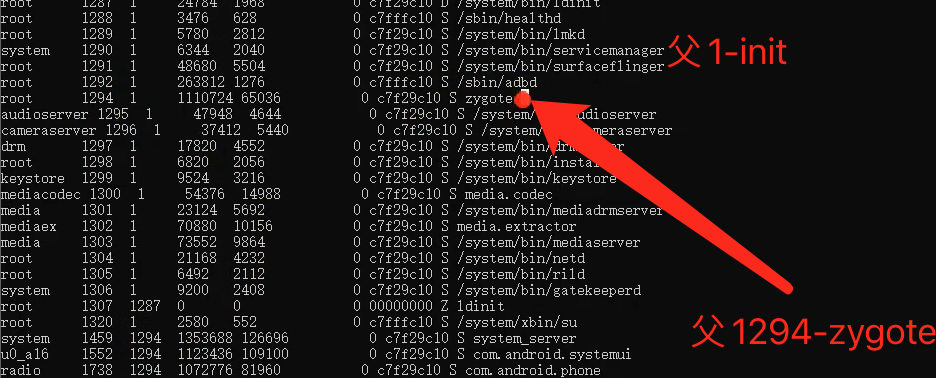 root 1287 1 24784 1968 0 c7f29c10 D /system/bin/ldinit
root 1288 1 3476 628 0 c7fffc10 S /sbin/healthd
root 1289 1 5780 2812 0 c7f29c10 S /system/bin/lmkd
system 1290 1 6344 2040 0 c7f29c10 S /system/bin/servicemanager
root 1291 1 48680 5504 0 c7f29c10 S /system/bin/surfaceflinger
父1-init
root 1292 1 263812 1276 0 c7fffc10 S /sbin/adbd
root 1294 1 1110724 65036 0 c7f29c10 S zygote
audioserver 1295 1 47948 4644 0 c7f29c10 S /system/
cameraserver 1296 1 37412 5440 0 c7f29c10 S /system/
drm 1297 1 17820 4552 0 c7f29c10 S /system/bin/
root 1298 1 6820 2056 0 c7f29c10 S /system/bin/
keystore 1299 1 9524 3216 0 c7f29c10 S /system/bin/keystore
mediacodec 1300 1 54376 14988 0 c7f29c10 S media.codec
media 1301 1 23124 5692 0 c7f29c10 S /system/bin/mediadrmserver
mediaex 1302 1 70880 10156 0 c7f29c10 S media.extractor
media 1303 1 73552 9864 0 c7f29c10 S /system/bin/mediaserver
root 1304 1 21168 4232 0 c7f29c10 S /system/bin/netd
root 1305 1 6492 2112 0 c7f29c10 S /system/bin/rild
system 1306 1 9200 2408 0 c7f29c10 S /system/bin/gatekeeperd
root 1307 1287 0 0 0 00000000 Z ldinit
root 1320 1 2580 552 0 c7fffc10 S /system/xbin/su
父1294-zygote
system 1459 1294 1353688 126696 0 c7f29c10 S system_server
u0_a16 1552 1294 1123436 109100 0 c7f29c10 S com.android.systemui
radio 1738 1294 1072776 81960 0 c7f29c10 S com.android.phone